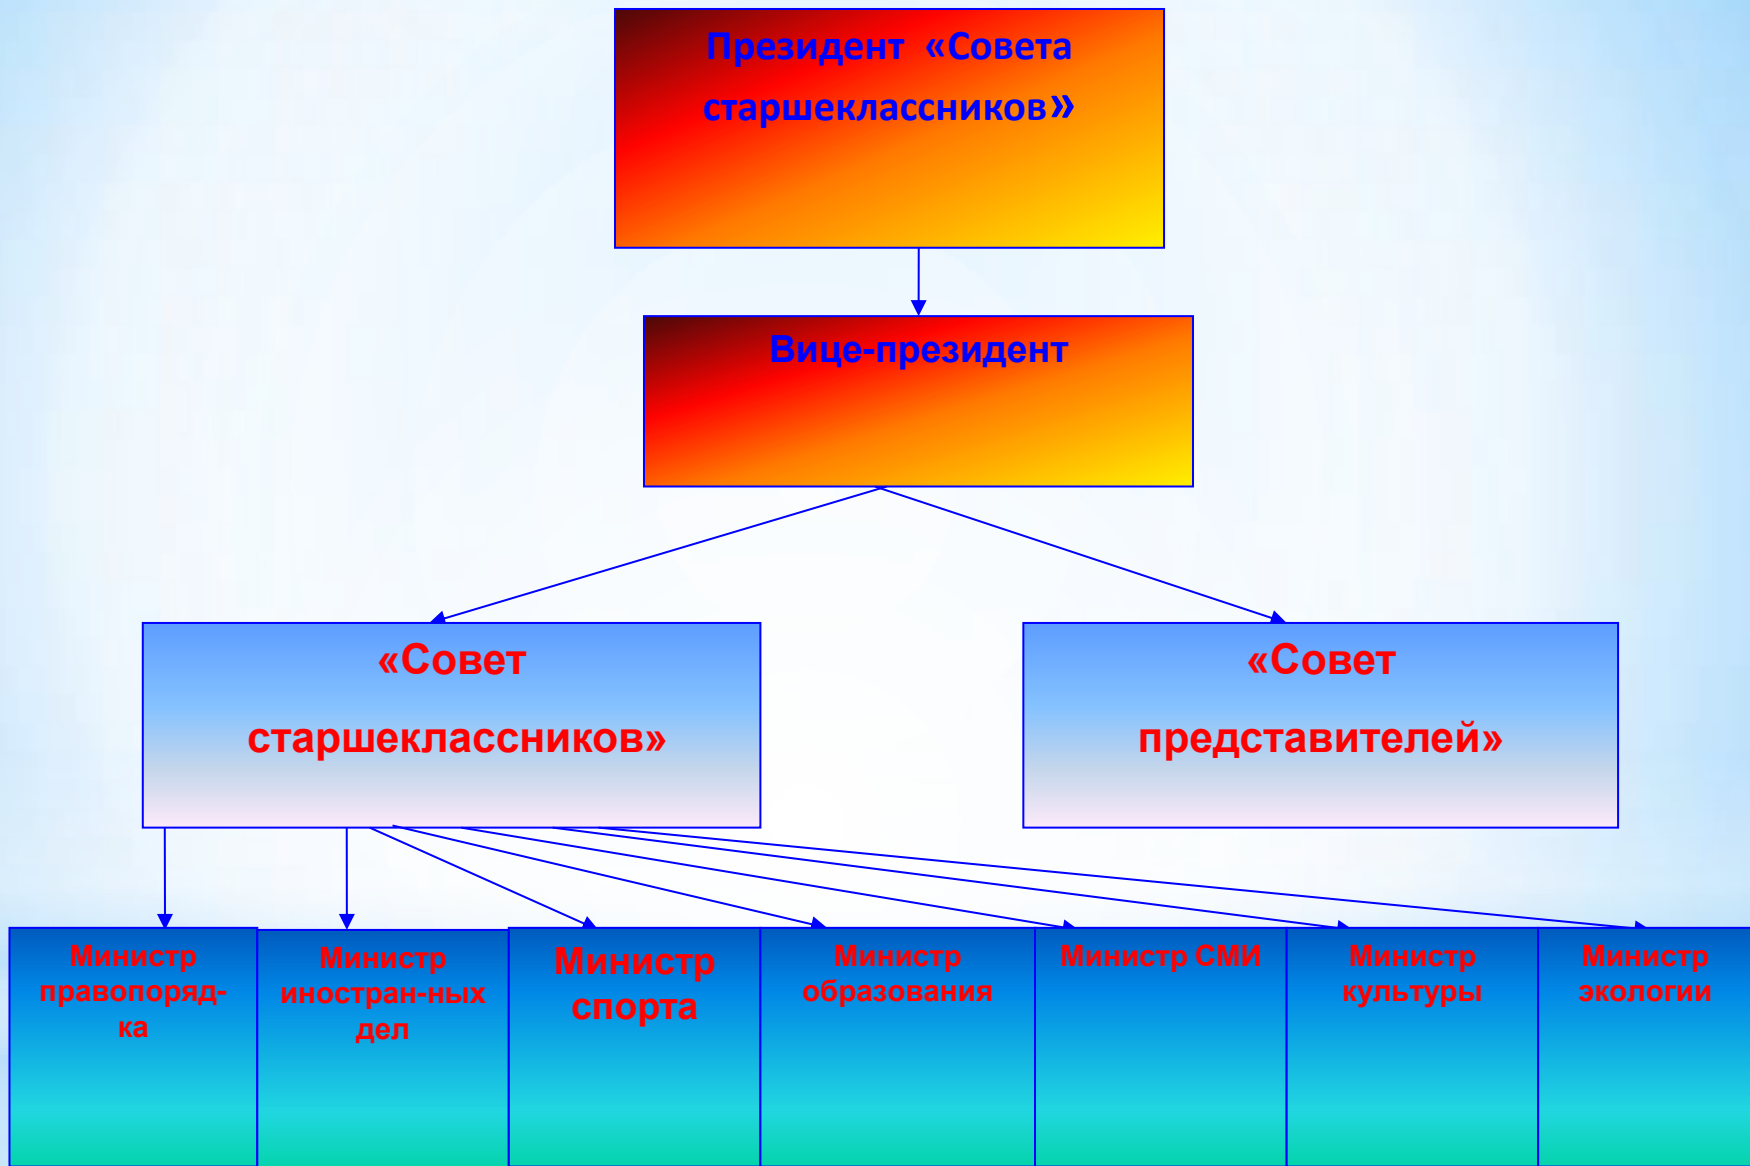 Президент «Совета
старшеклассников»
Вице-президент
«Совет
старшеклассников»
«Совет
представителей»
Министр
правопоряд-
ка
Министр
иностран-ных
дел
Министр
спорта
Министр
образования
Министр СМИ
Министр
культуры
Министр
экологии